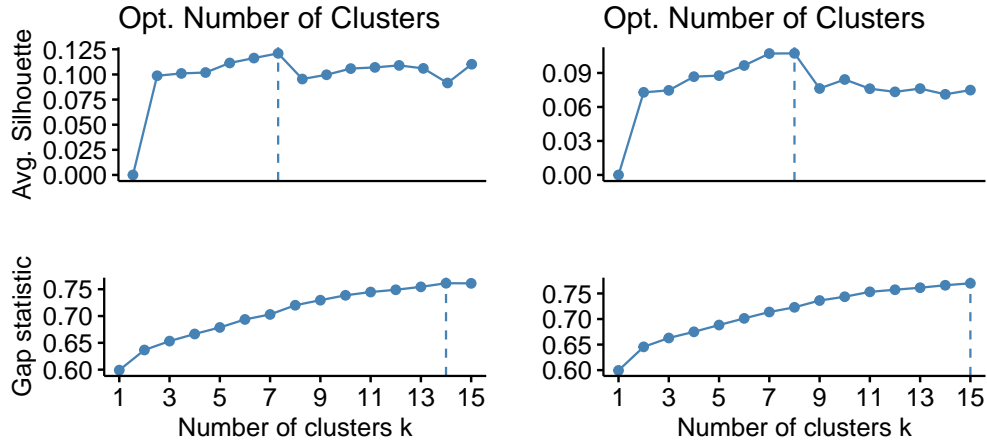 Opt. Number of Clusters
Avg. Silhouette
0.125
0.100
0.075
0.050
0.025
0.000
Opt. Number of Clusters
0.09
0.06
0.03
0.00
Gap statistic
0.75
0.70
0.65
0.60
1 3 5 7 9 11 13 15
Number of clusters k
0.75
0.70
0.65
0.60
1 3 5 7 9 11 13 15
Number of clusters k